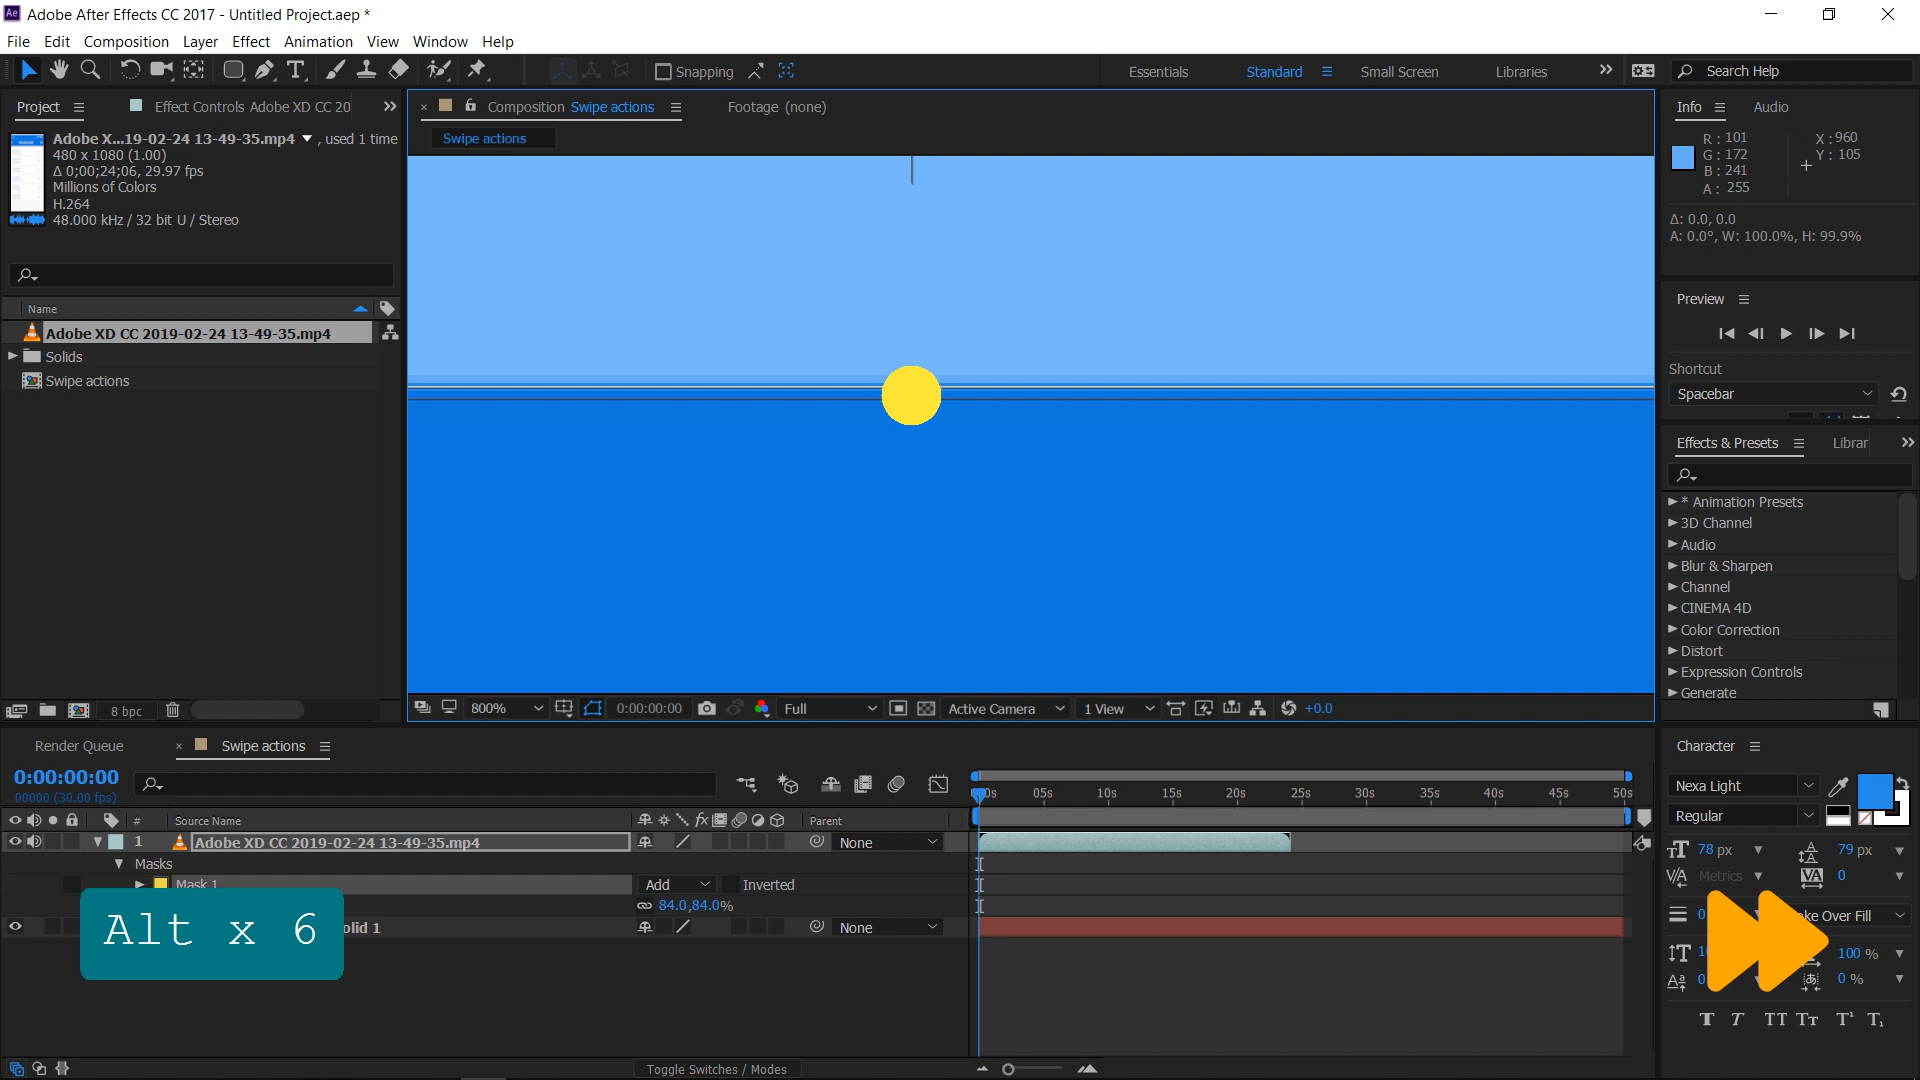 Adobe After Effects CC 2017 - Untitled Project.aep *
File Edit Composition Layer Effect Animation View Window Help
Snapping Essentials Standard Small Screen Libraries Search Help
Project Effect Controls Adobe XD CC 20
Composition Swipe actions Footage (none)
Info Audio
Swipe actions
Adobe X...19-02-24 13-49-35.mp4 , used 1 time
480 x 1080 (1.00)
Δ 0;00;24;06, 29.97 fps
Millions of Colors
H.264
48.000 kHz / 32 bit U / Stereo
R : 101
G : 172
B : 241
A : 255
X : 960
Y : 105
Δ: 0.0, 0.0
A: 0.0°, W: 100.0%, H: 99.9%
Name
Adobe XD CC 2019-02-24 13-49-35.mp4
Solids
Swipe actions
Preview
Shortcut
Spacebar
Effects & Presets Librar
* Animation Presets
3D Channel
Audio
Blur & Sharpen
Channel
CINEMA 4D
Color Correction
Distort
Expression Controls
Generate
8 bpc
800% 0:00:00:00 Full Active Camera 1 View +0.0
Render Queue Swipe actions
0:00:00:00
00000 (30.00 fps)
05s 10s 15s 20s 25s 30s 35s 40s 45s 50s
# Source Name fx Parent
1 Adobe XD CC 2019-02-24 13-49-35.mp4 None
Masks
Mask 1 Add Inverted
84.0,84.0%
olid 1 None
Alt x 6
Toggle Switches / Modes
Character
Nexa Light
Regular
78 px 79 px
Metrics 0
0 ke Over Fill
100 %
0 0 %
T T TT Tт T¹ T₁